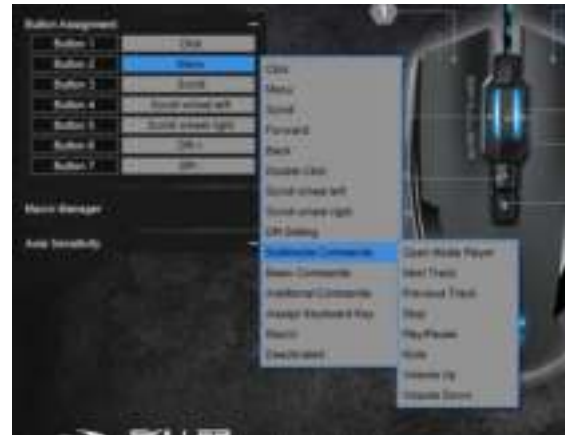 Button Assignment
Button 1 Click
Button 2 Menu
Button 3 Scroll
Button 4 Scroll wheel left
Button 5 Scroll wheel right
Button 6 DPI +
Button 7 DPI -
Macro Manager
Axis Sensitivity
1
Click
Menu
Scroll
Forward
Back
Double Click
Scroll wheel left
Scroll wheel right
DPI Setting
Multimedia Commands
Basic Commands
Additional Commands
Assign Keyboard Key
Macro
Deactivated
Open Media Player
Next Track
Previous Track
Stop
Play/Pause
Mute
Volume Up
Volume Down